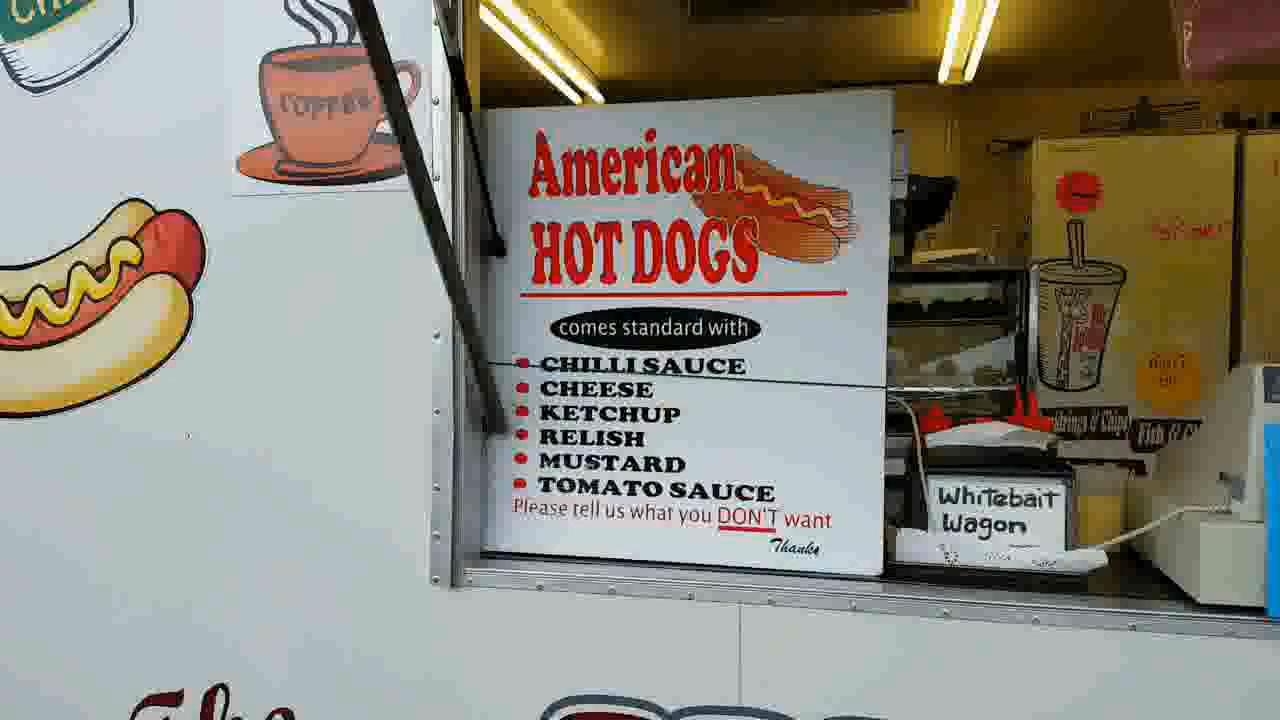 COFFEE
American
HOT DOGS
comes standard with
CHILLI SAUCE
CHEESE
KETCHUP
RELISH
MUSTARD
TOMATO SAUCE
Please tell us what you DON'T want
Thanks
Whitebait
Wagon
The